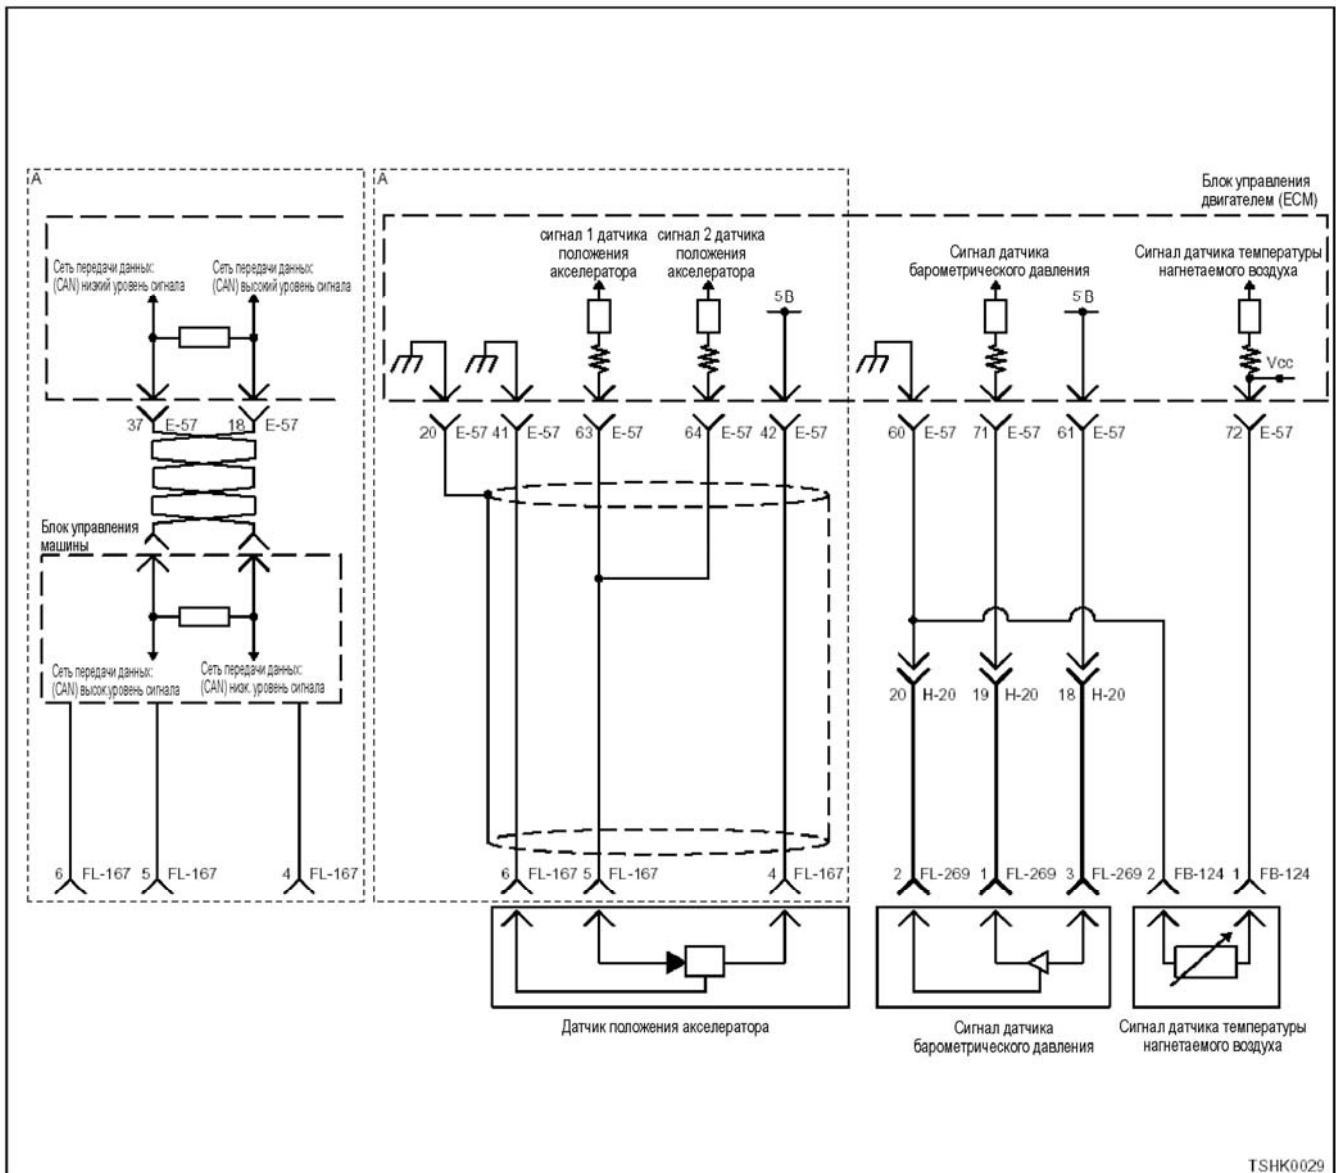 A
A
Блок управления
двигателем (ECM)
Сеть передачи данных:
(CAN) низкий уровень сигнала
Сеть передачи данных:
(CAN) высокий уровень сигнала
сигнал 1 датчика
положения
акселератора
сигнал 2 датчика
положения
акселератора
5В
Сигнал датчика
барометрического давления
5В
Сигнал датчика температуры
нагнетаемого воздуха
Vcc
37 E-57
18 E-57
20 E-57
41 E-57
63 E-57
64 E-57
42 E-57
60 E-57
71 E-57
61 E-57
72 E-57
Блок управления
машины
Сеть передачи данных:
(CAN) высок.уровень сигнала
Сеть передачи данных:
(CAN) низк. уровень сигнала
20 H-20
19 H-20
18 H-20
6 FL-167
5 FL-167
4 FL-167
6 FL-167
5 FL-167
4 FL-167
2 FL-269
1 FL-269
3 FL-269
2 FB-124
1 FB-124
Датчик положения акселератора
Сигнал датчика
барометрического давления
Сигнал датчика температуры
нагнетаемого воздуха
TSHK0029